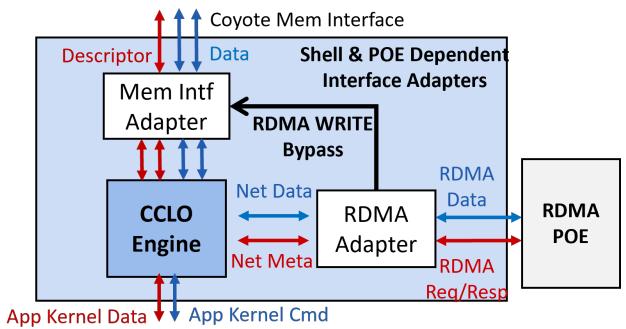 Coyote Mem Interface
Descriptor
Data
Shell & POE Dependent
Interface Adapters
Mem Intf
Adapter
RDMA WRITE
Bypass
CCLO
Engine
Net Data
Net Meta
RDMA
Adapter
RDMA
Data
RDMA
Req/Resp
RDMA
POE
App Kernel Data
App Kernel Cmd